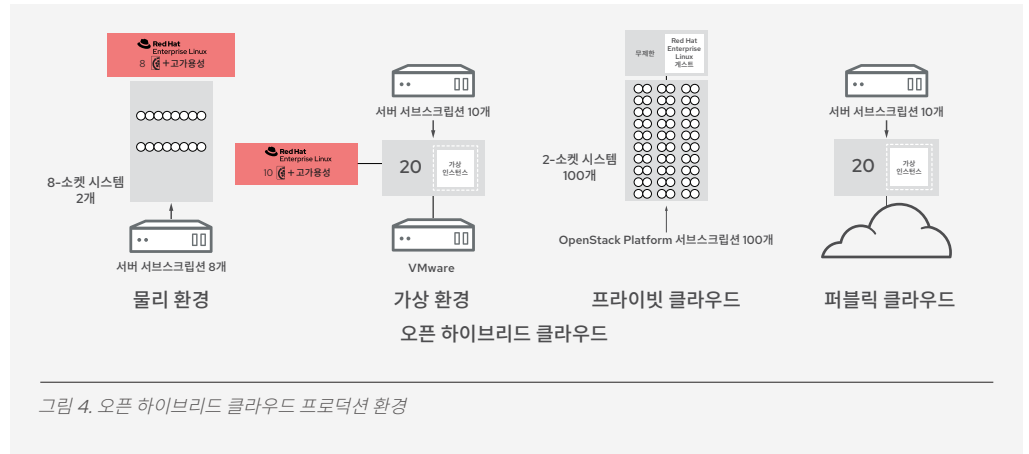 Red Hat
Enterprise Linux
8 +고가용성
8-소켓 시스템
2개
서버 서브스크립션 8개
물리 환경
서버 서브스크립션 10개
Red Hat
Enterprise Linux
10 +고가용성
20
가상
인스턴스
VMware
가상 환경
무제한
Red Hat
Enterprise
Linux
게스트
2-소켓 시스템
100개
OpenStack Platform 서브스크립션 100개
프라이빗 클라우드
서버 서브스크립션 10개
20
가상
인스턴스
퍼블릭 클라우드
오픈 하이브리드 클라우드
그림 4. 오픈 하이브리드 클라우드 프로덕션 환경